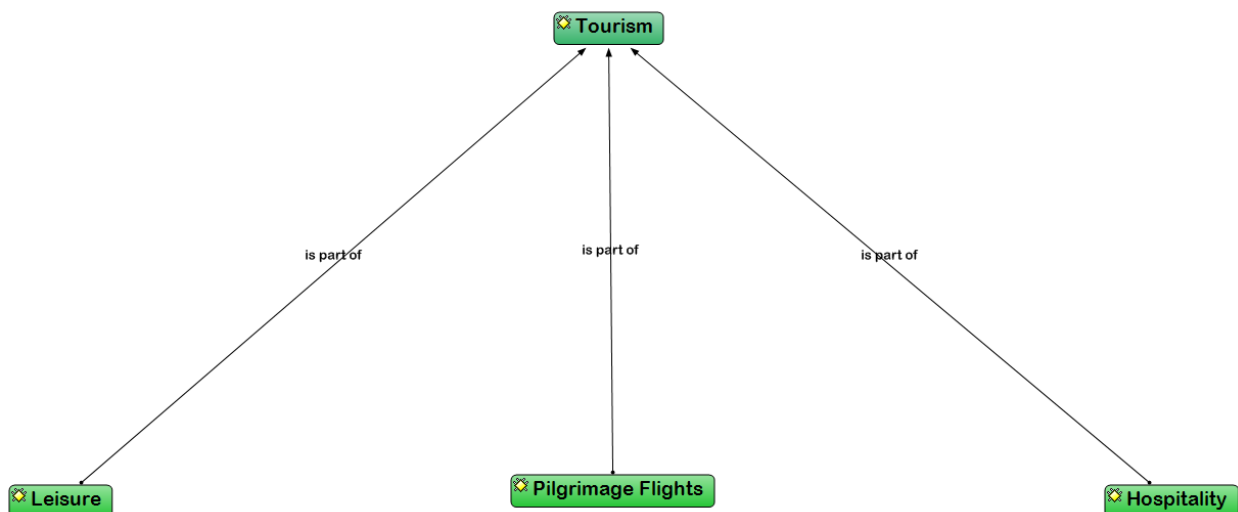 Tourism
is part of
is part of
is part of
Leisure
Pilgrimage Flights
Hospitality